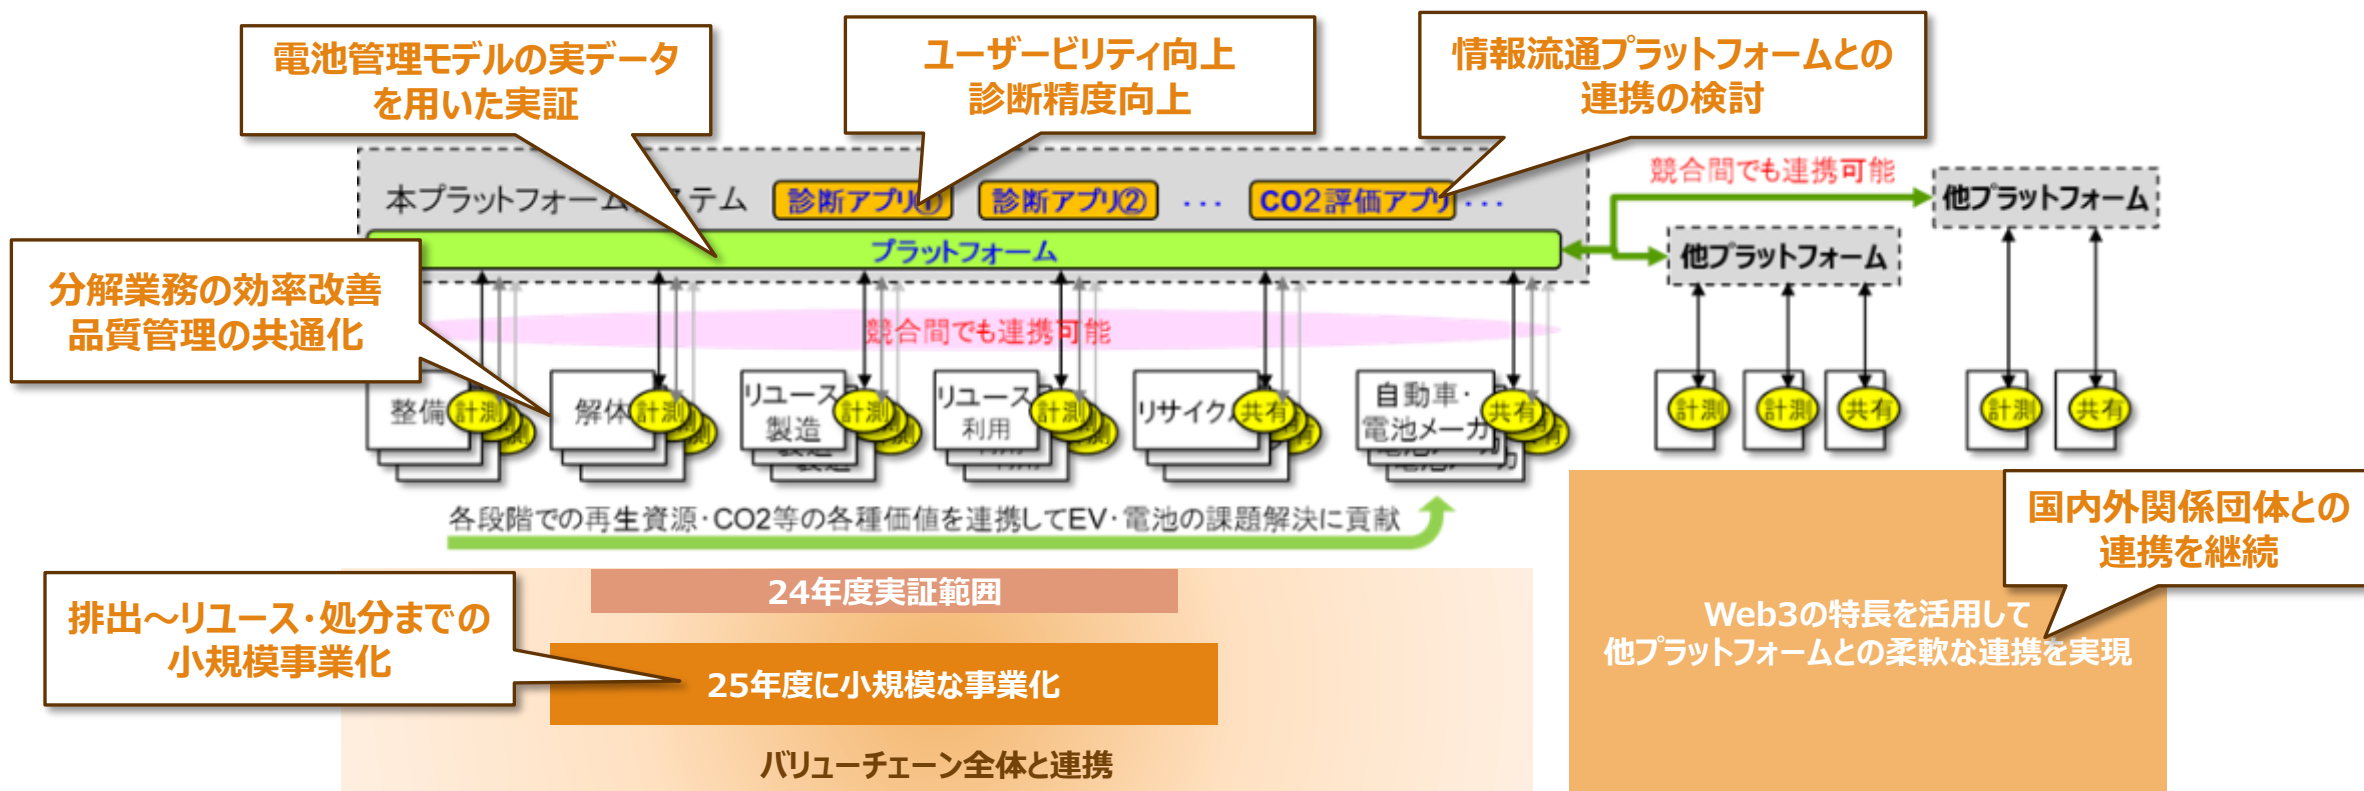 電池管理モデルの実データ
を用いた実証
ユーザービリティ向上
診断精度向上
情報流通プラットフォームとの
連携の検討
競合間でも連携可能
本プラットフォーム
ステム
診断アプリ①
診断アプリ②
・・・
CO2評価アプリ
・・・
他プラットフォーム
他プラットフォーム
プラットフォーム
分解業務の効率改善
品質管理の共通化
競合間でも連携可能
整備
計測
解体
計測
リユース
製造
計測
リユース
利用
計測
リサイクル
共有
自動車・
電池メーカ
共有
計測
計測
共有
計測
共有
各段階での再生資源・CO2等の各種価値を連携してEV・電池の課題解決に貢献
国内外関係団体との
連携を継続
24年度実証範囲
排出～リユース・処分までの
小規模事業化
25年度に小規模な事業化
Web3の特長を活用して
他プラットフォームとの柔軟な連携を実現
バリューチェーン全体と連携